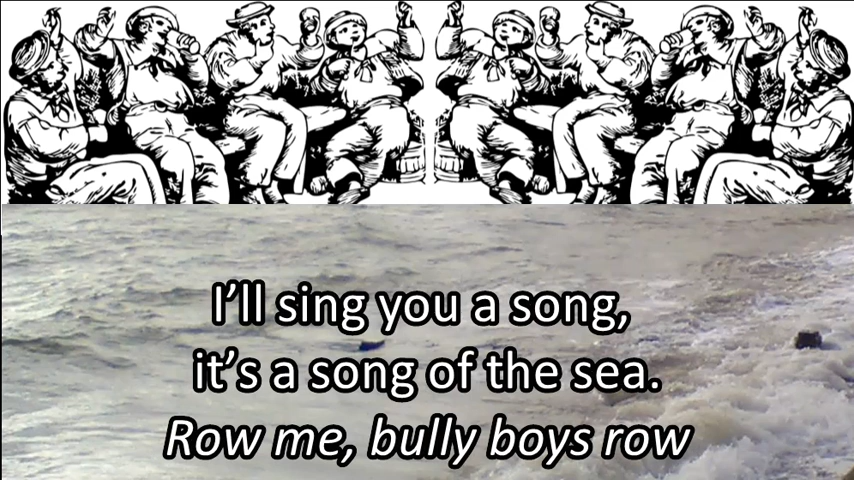 I’ll sing you a song,
it’s a song of the sea.
Row me, bully boys row